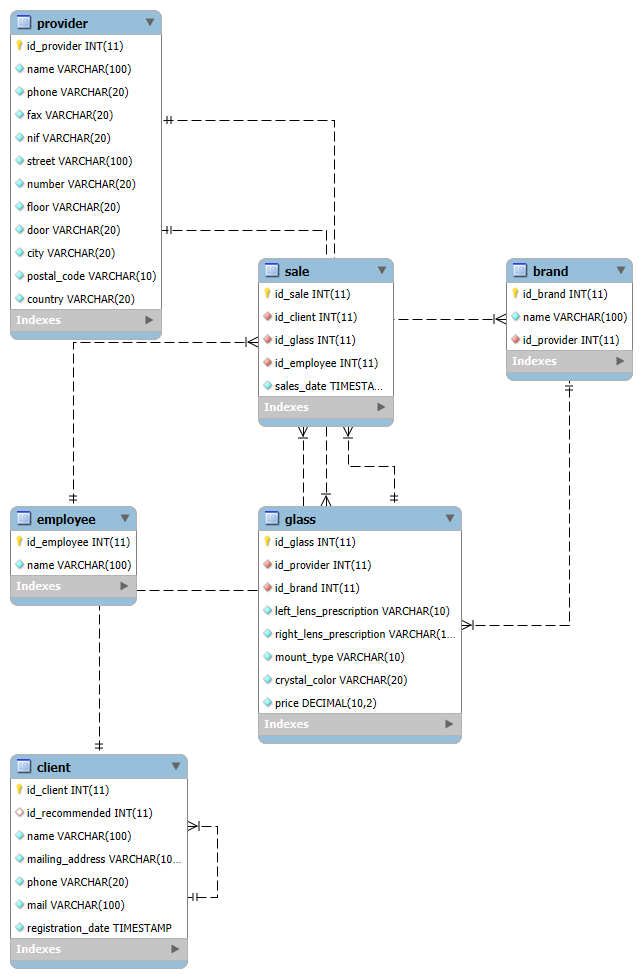 provider
id_provider INT(11)
name VARCHAR(100)
phone VARCHAR(20)
fax VARCHAR(20)
nif VARCHAR(20)
street VARCHAR(100)
number VARCHAR(20)
floor VARCHAR(20)
door VARCHAR(20)
city VARCHAR(20)
postal_code VARCHAR(10)
country VARCHAR(20)
Indexes
sale
id_sale INT(11)
id_client INT(11)
id_glass INT(11)
id_employee INT(11)
sales_date TIMESTA...
Indexes
brand
id_brand INT(11)
name VARCHAR(100)
id_provider INT(11)
Indexes
employee
id_employee INT(11)
name VARCHAR(100)
Indexes
glass
id_glass INT(11)
id_provider INT(11)
id_brand INT(11)
left_lens_prescription VARCHAR(10)
right_lens_prescription VARCHAR(1...
mount_type VARCHAR(10)
crystal_color VARCHAR(20)
price DECIMAL(10,2)
Indexes
client
id_client INT(11)
id_recommended INT(11)
name VARCHAR(100)
mailing_address VARCHAR(10...
phone VARCHAR(20)
mail VARCHAR(100)
registration_date TIMESTAMP
Indexes